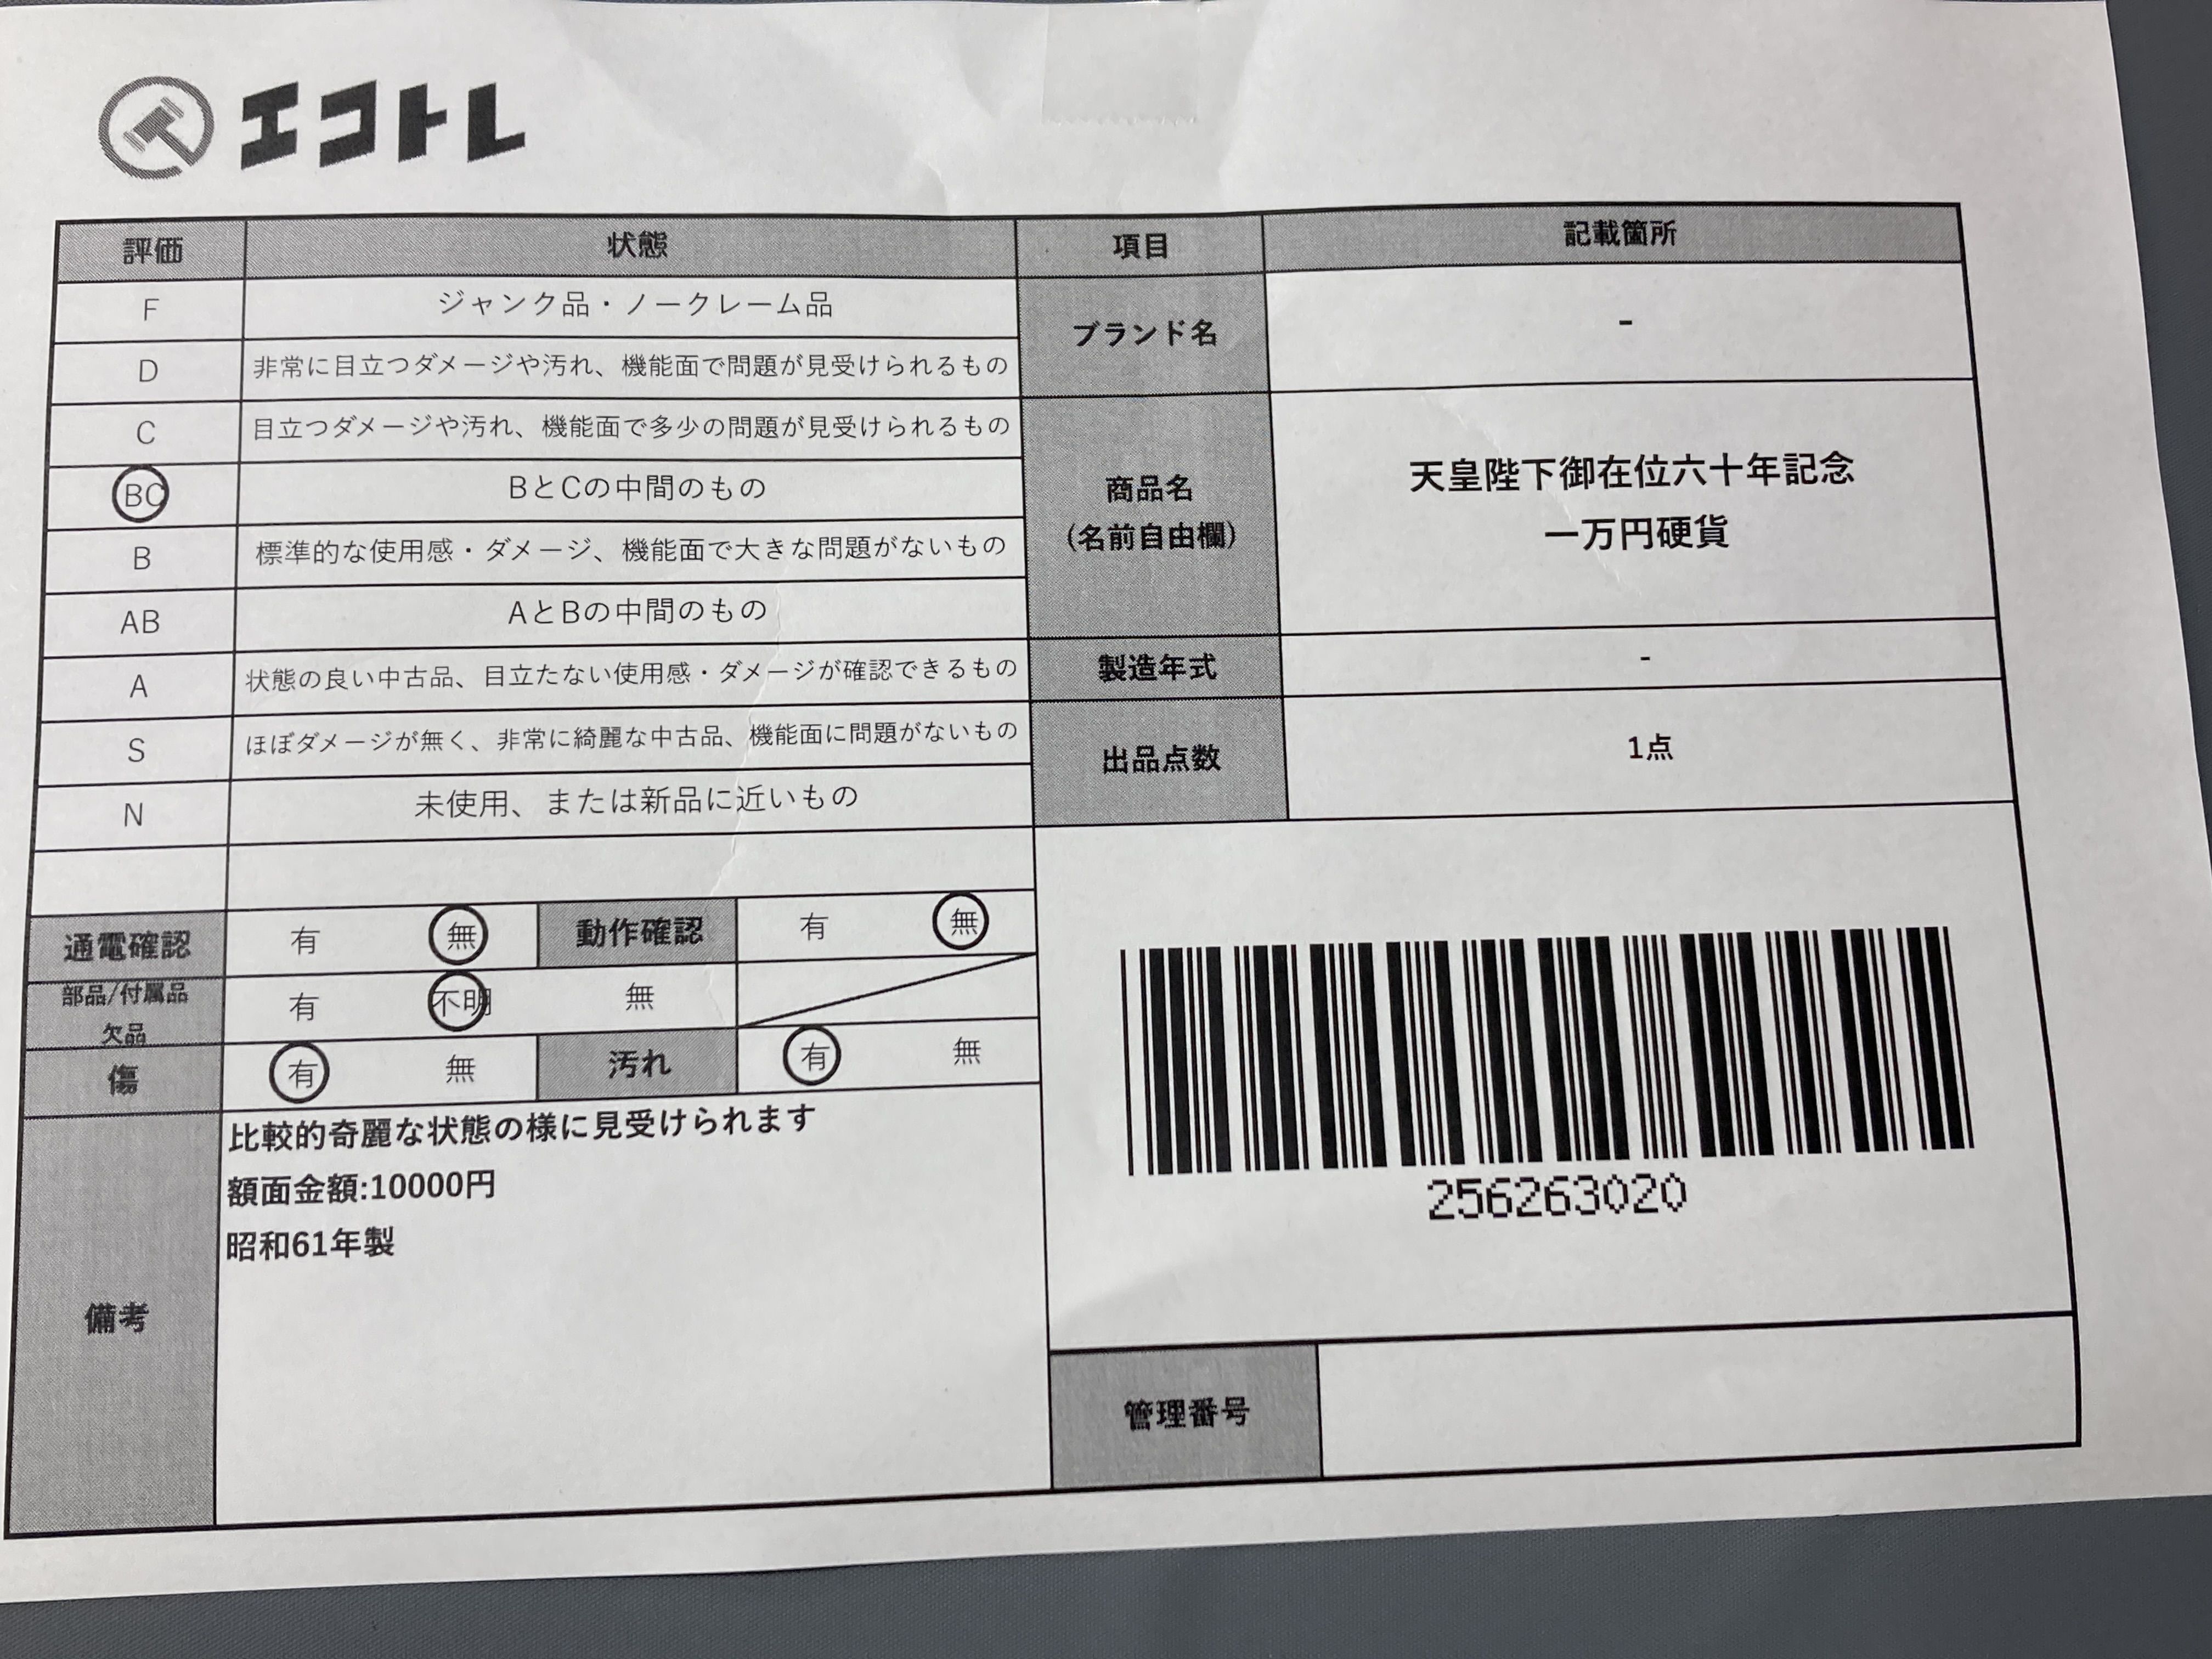 エコトレ
評価 状態 項目 記載箇所
F ジャンク品・ノークレーム品
D 非常に目立つダメージや汚れ、機能面で問題が見受けられるもの
ブランド名 -
C 目立つダメージや汚れ、機能面で多少の問題が見受けられるもの
BC BとCの中間のもの
B 標準的な使用感・ダメージ、機能面で大きな問題がないもの
AB AとBの中間のもの
商品名
(名前自由欄)
天皇陛下御在位六十年記念
一万円硬貨
A 状態の良い中古品、目立たない使用感・ダメージが確認できるもの
製造年式 -
S ほぼダメージが無く、非常に綺麗な中古品、機能面に問題がないもの
N 未使用、または新品に近いもの
出品点数 1点
通電確認 有 無 動作確認 有 無
部品/付属品
欠品
有 不明 無
傷 有 無 汚れ 有 無
備考
比較的奇麗な状態の様に見受けられます
額面金額:10000円
昭和61年製
256263020
管理番号